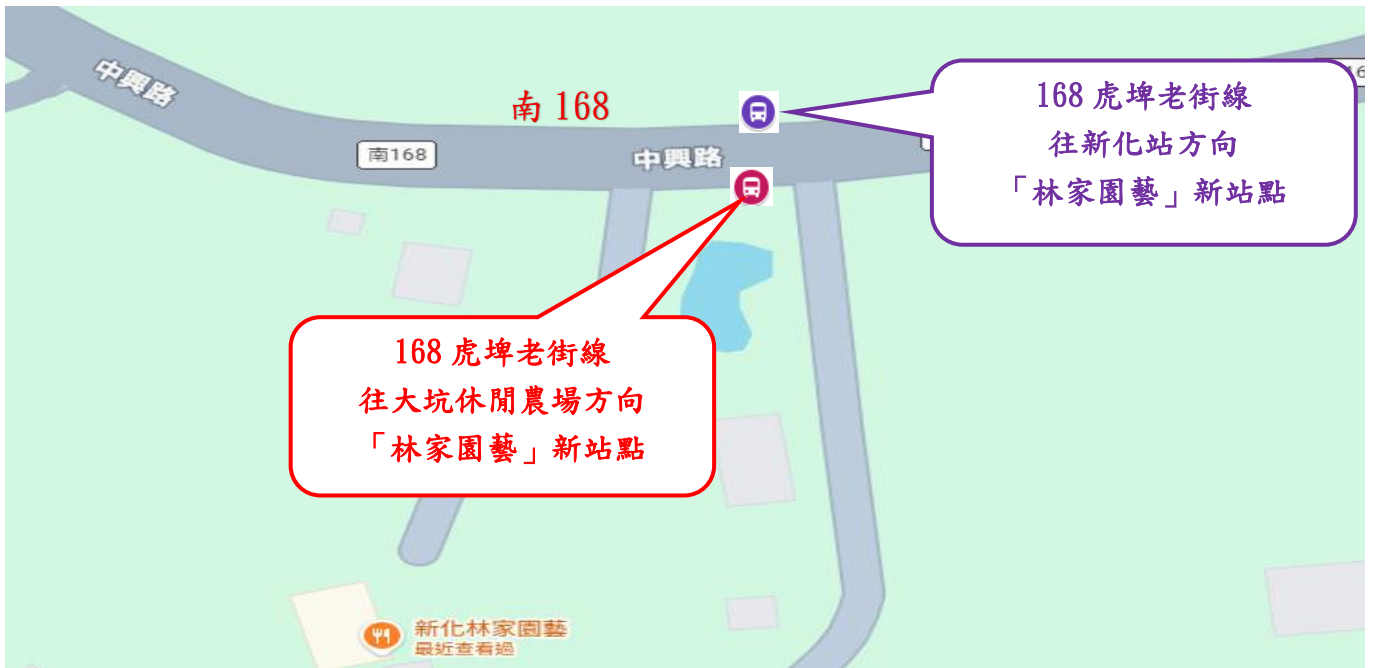 中興路
南 168
168 虎埤老街線
往新化站方向
「林家園藝」新站點
南168
中興路
168 虎埤老街線
往大坑休閒農場方向
「林家園藝」新站點
新化林家園藝
最近查看過